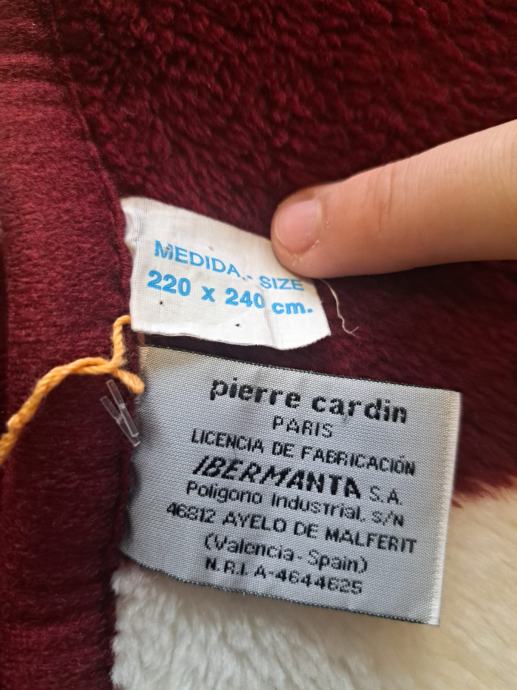 MEDIDA.- SIZE
220 x 240 cm.
pierre cardin
PARIS
LICENCIA DE FABRICACIÓN
IBERMANTA S.A.
Polígono Industrial, s/n
46812 AYELO DE MALFERIT
(Valencia-Spain)
N.R.I. A-4644625